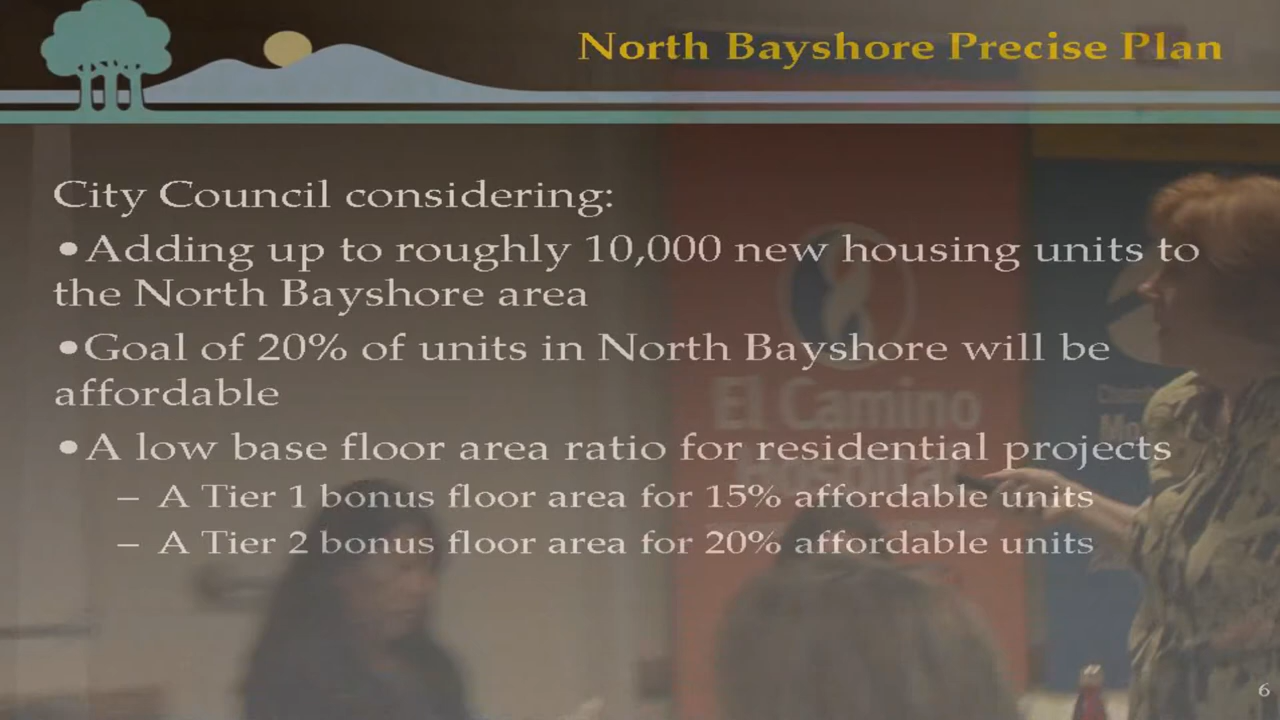 North Bayshore Precise Plan
City Council considering:
•Adding up to roughly 10,000 new housing units to
the North Bayshore area
•Goal of 20% of units in North Bayshore will be
affordable
•A low base floor area ratio for residential projects
– A Tier 1 bonus floor area for 15% affordable units
– A Tier 2 bonus floor area for 20% affordable units
El Camino
Hospital
6